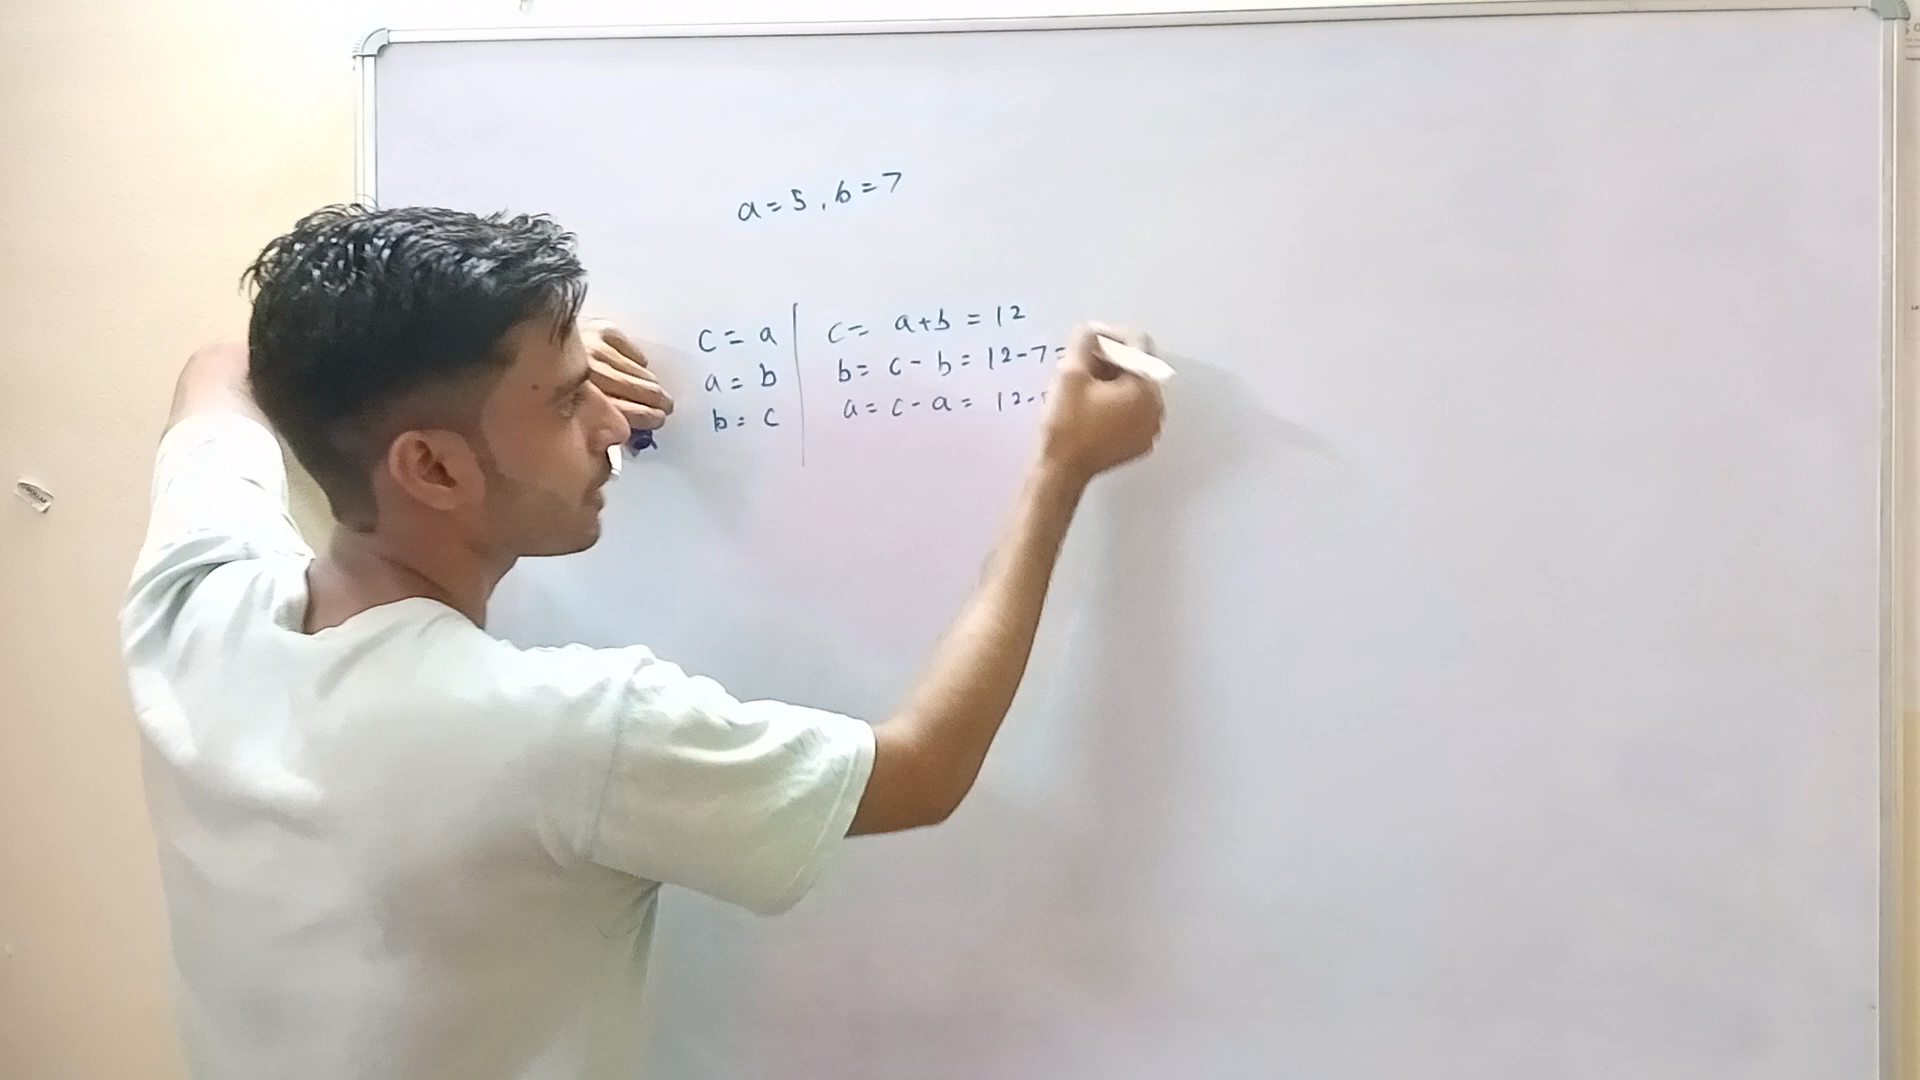 a = 5, b = 7
c = a | c = a + b = 12
a = b | b = c - b = 12 - 7 =
b = c | a = c - a = 12 -